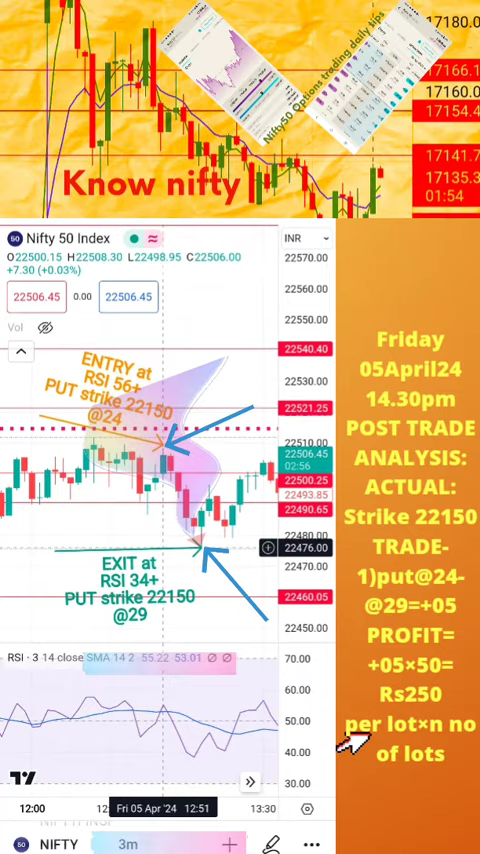 Nifty50 Options trading daily tips
17180.0
17166.1
17160.0
17154.4
17141.7
17135.3
01:54
Know nifty
50 Nifty 50 Index
INR
O22500.15 H22508.30 L22498.95 C22506.00
+7.30 (+0.03%)
22506.45 0.00 22506.45
Vol
22570.00
22560.00
22550.00
22540.40
22530.00
22521.25
22510.00
22506.45
02:56
22500.25
22493.85
22490.65
22480.00
22476.00
22470.00
22460.05
22450.00
ENTRY at
RSI 56+
PUT strike 22150
@24
EXIT at
RSI 34+
PUT strike 22150
@29
RSI · 3 14 close SMA 14 2 55.22 53.01 Ø Ø
70.00
60.00
50.00
40.00
30.00
12:00
Fri 05 Apr '24 12:51
13:30
50 NIFTY 3m
Friday
05April24
14.30pm
POST TRADE
ANALYSIS:
ACTUAL:
Strike 22150
TRADE-
1)put@24-
@29=+05
PROFIT=
+05×50=
Rs250
per lot×n no
of lots